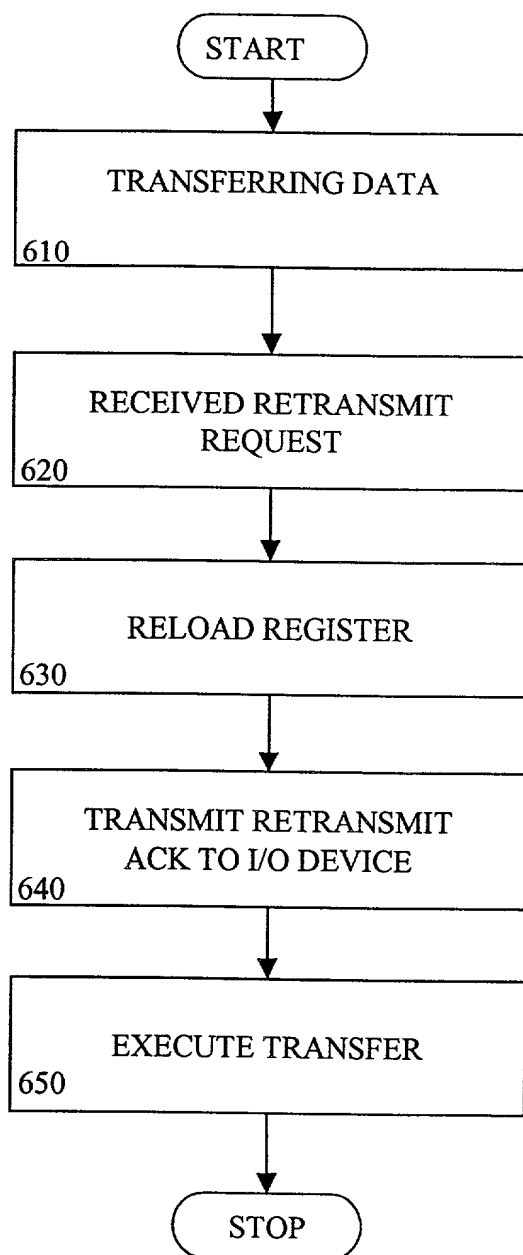 START
TRANSFERRING DATA
610
RECEIVED RETRANSMIT
REQUEST
620
RELOAD REGISTER
630
TRANSMIT RETRANSMIT
ACK TO I/O DEVICE
640
EXECUTE TRANSFER
650
STOP